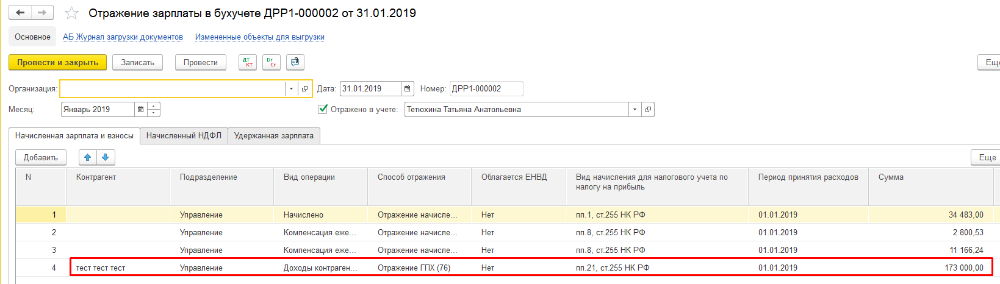 Отражение зарплаты в бухучете ДРР1-000002 от 31.01.2019
Основное АБ Журнал загрузки документов Измененные объекты для выгрузки
Провести и закрыть Записать Провести Дт Кт Dr Cr Ещ
Организация: Дата: 31.01.2019 Номер: ДРР1-000002
Месяц: Январь 2019 Отражено в учете: Тетюхина Татьяна Анатольевна
Начисленная зарплата и взносы Начисленный НДФЛ Удержанная зарплата
Добавить Еще
N Контрагент Подразделение Вид операции Способ отражения Облагается ЕНВД Вид начисления для налогового учета по налогу на прибыль Период принятия расходов Сумма
1 Управление Начислено Отражение начисле... Нет пп.1, ст.255 НК РФ 01.01.2019 34 483,00
2 Управление Компенсация еже... Отражение начисле... Нет пп.8, ст.255 НК РФ 01.01.2019 2 800,53
3 Управление Компенсация еже... Отражение начисле... Нет пп.8, ст.255 НК РФ 01.01.2019 11 166,24
4 тест тест тест Управление Доходы контраген... Отражение ГПХ (76) Нет пп.21, ст.255 НК РФ 01.01.2019 173 000,00